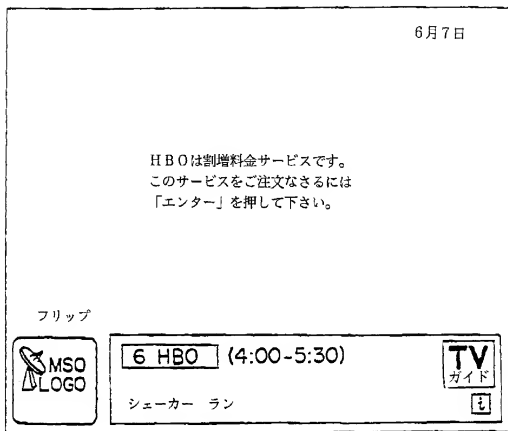 6月7日
HBOは割増料金サービスです。
このサービスをご注文なさるには
「エンター」を押して下さい。
フリップ
MSO
LOGO
6 HBO (4:00-5:30)
シェーカー ラン
TV
ガイド
i